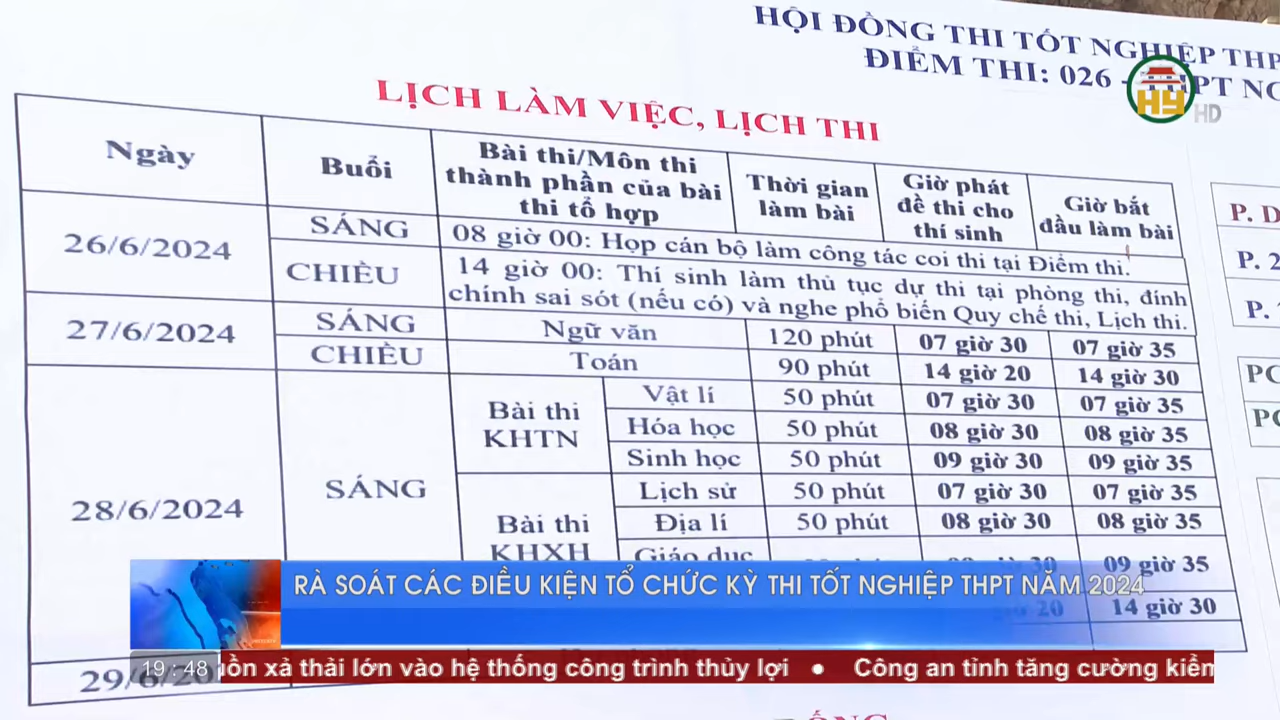 HỘI ĐỒNG THI TỐT NGHIỆP THP
ĐIỂM THI: 026 - THPT NG
HY HD
LỊCH LÀM VIỆC, LỊCH THI
Ngày Buổi Bài thi/Môn thi thành phần của bài thi tổ hợp Thời gian làm bài Giờ phát đề thi cho thí sinh Giờ bắt đầu làm bài
26/6/2024 SÁNG 08 giờ 00: Họp cán bộ làm công tác coi thi tại Điểm thi.
CHIỀU 14 giờ 00: Thí sinh làm thủ tục dự thi tại phòng thi, đính
chính sai sót (nếu có) và nghe phổ biến Quy chế thi, Lịch thi.
27/6/2024 SÁNG Ngữ văn 120 phút 07 giờ 30 07 giờ 35
CHIỀU Toán 90 phút 14 giờ 20 14 giờ 30
28/6/2024 SÁNG Bài thi KHTN Vật lí 50 phút 07 giờ 30 07 giờ 35
Hóa học 50 phút 08 giờ 30 08 giờ 35
Sinh học 50 phút 09 giờ 30 09 giờ 35
Bài thi KHXH Lịch sử 50 phút 07 giờ 30 07 giờ 35
Địa lí 50 phút 08 giờ 30 08 giờ 35
Giáo dục 09 giờ 35
20 14 giờ 30
29/6/20
P. D
P. 2
P.
PC
PC
RÀ SOÁT CÁC ĐIỀU KIỆN TỔ CHỨC KỲ THI TỐT NGHIỆP THPT NĂM 2024
19:48 uồn xả thải lớn vào hệ thống công trình thủy lợi ● Công an tỉnh tăng cường kiểm